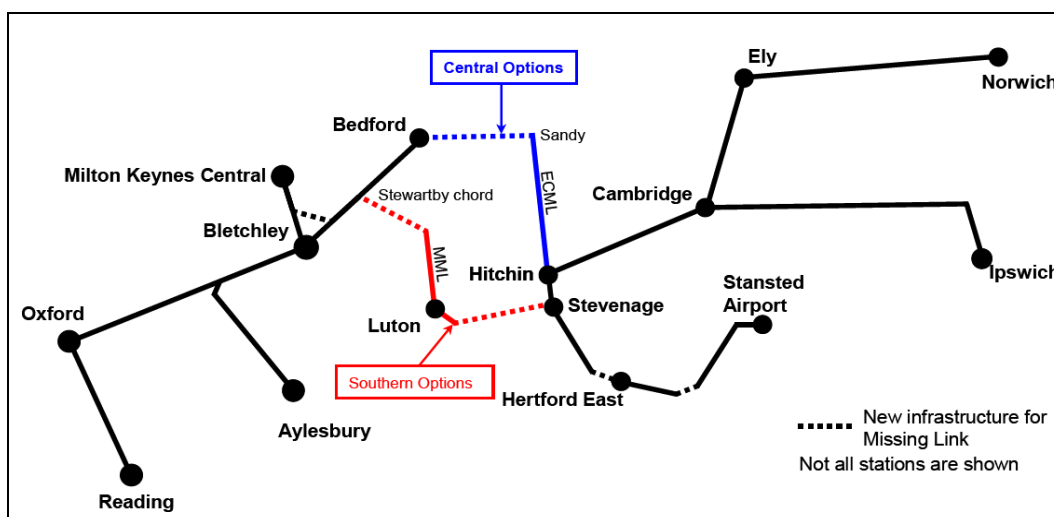 Central Options
Ely
Norwich
Bedford
Sandy
Milton Keynes Central
Stewartby chord
ECML
Cambridge
Bletchley
MML
Hitchin
Ipswich
Stansted
Airport
Oxford
Luton
Stevenage
Southern Options
Hertford East
Aylesbury
New infrastructure for
Missing Link
Not all stations are shown
Reading